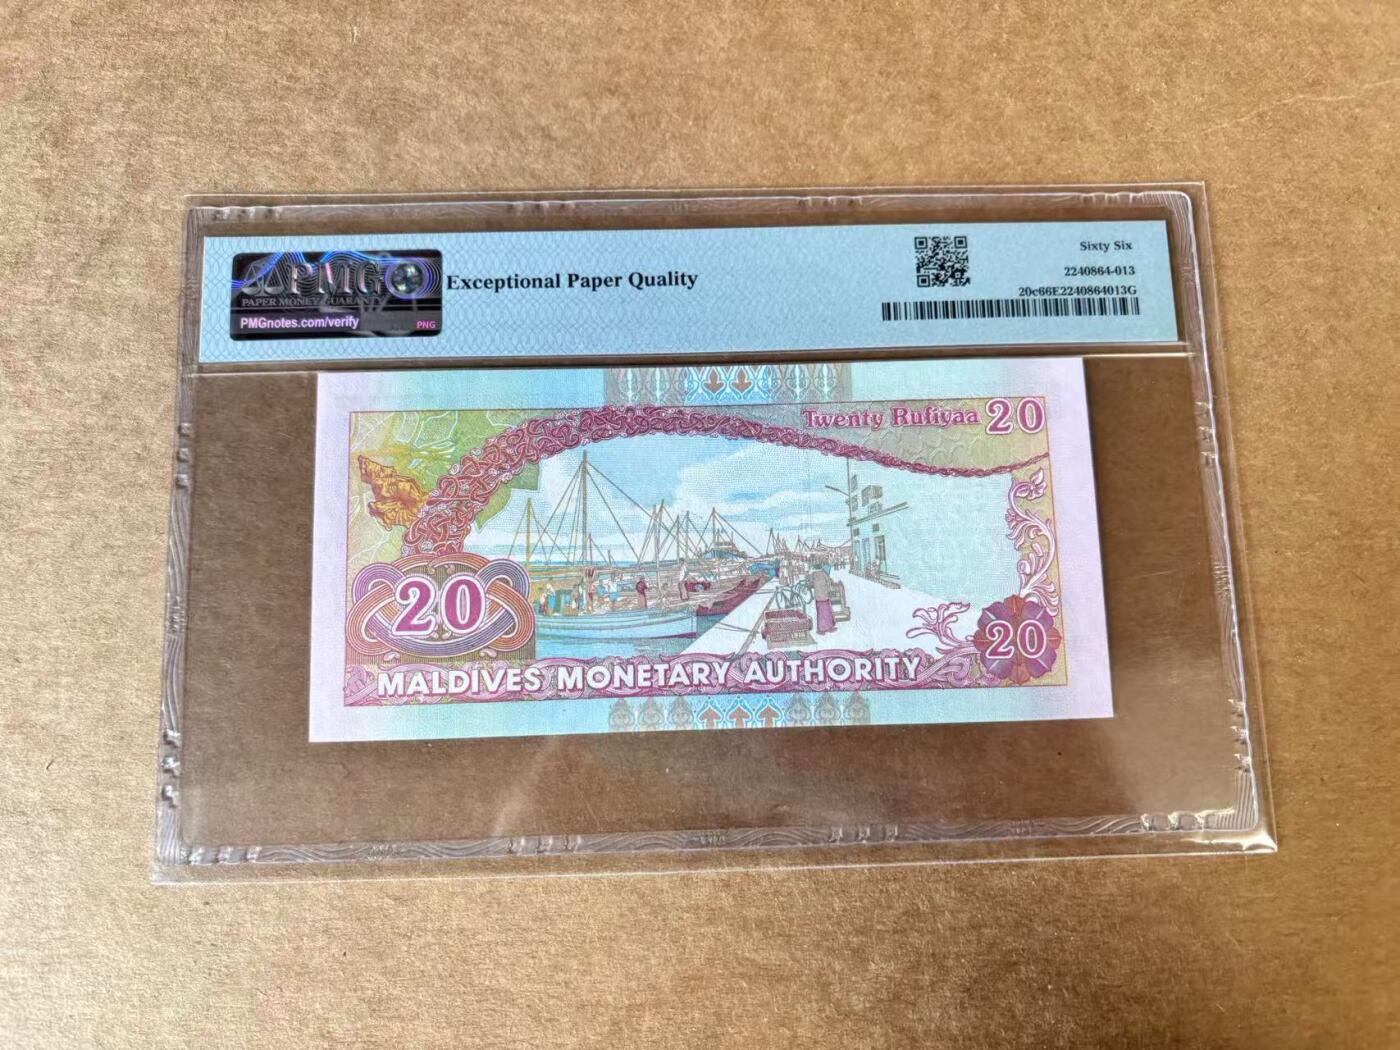 PMG
PAPER MONEY GUARANTY
PMGnotes.com/verify
PNG
Exceptional Paper Quality
Sixty Six
2240864-013
20c66E2240864013G
Twenty Rufiyaa 20
20
20
MALDIVES MONETARY AUTHORITY